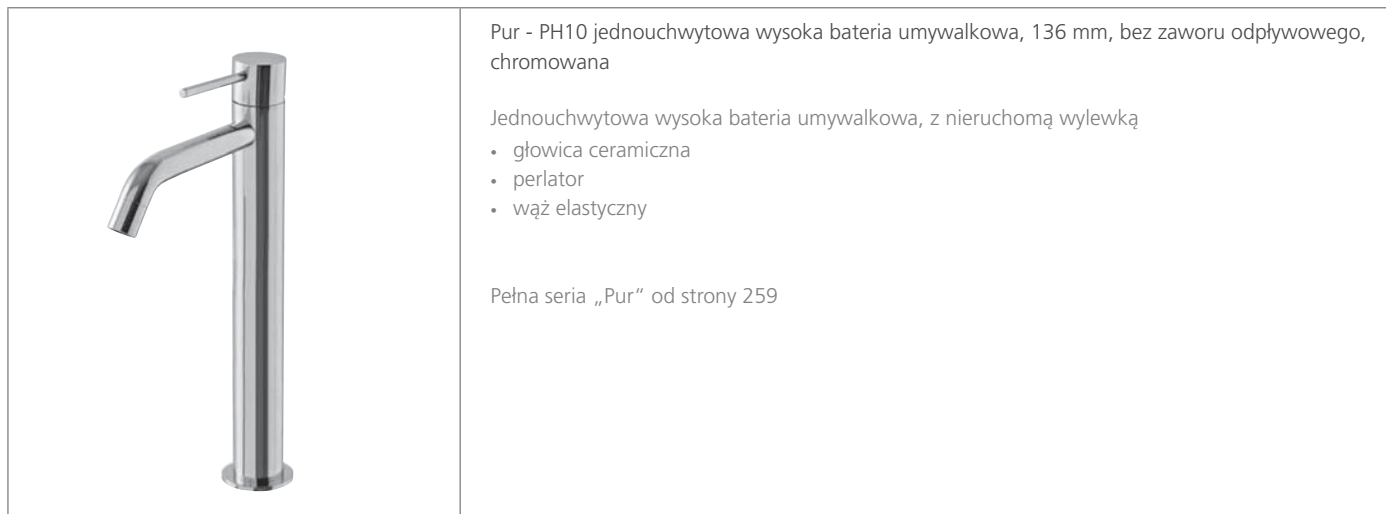 Pur - PH10 jednouchwytowa wysoka bateria umywalkowa, 136 mm, bez zaworu odpływowego,
chromowana
Jednouchwytowa wysoka bateria umywalkowa, z nieruchomą wylewką
• głowica ceramiczna
• perlator
• wąż elastyczny
Pełna seria „Pur“ od strony 259